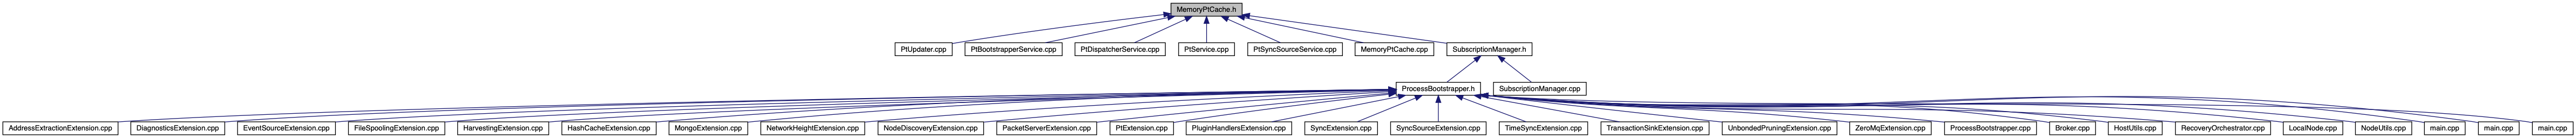 MemoryPtCache.h
PtUpdater.cpp
PtBootstrapperService.cpp
PtDispatcherService.cpp
PtService.cpp
PtSyncSourceService.cpp
MemoryPtCache.cpp
SubscriptionManager.h
ProcessBootstrapper.h
SubscriptionManager.cpp
AddressExtractionExtension.cpp
DiagnosticsExtension.cpp
EventSourceExtension.cpp
FileSpoolingExtension.cpp
HarvestingExtension.cpp
HashCacheExtension.cpp
MongoExtension.cpp
NetworkHeightExtension.cpp
NodeDiscoveryExtension.cpp
PacketServerExtension.cpp
PtExtension.cpp
PluginHandlersExtension.cpp
SyncExtension.cpp
SyncSourceExtension.cpp
TimeSyncExtension.cpp
TransactionSinkExtension.cpp
UnbondedPruningExtension.cpp
ZeroMqExtension.cpp
ProcessBootstrapper.cpp
Broker.cpp
HostUtils.cpp
RecoveryOrchestrator.cpp
LocalNode.cpp
NodeUtils.cpp
main.cpp
main.cpp
main.cpp